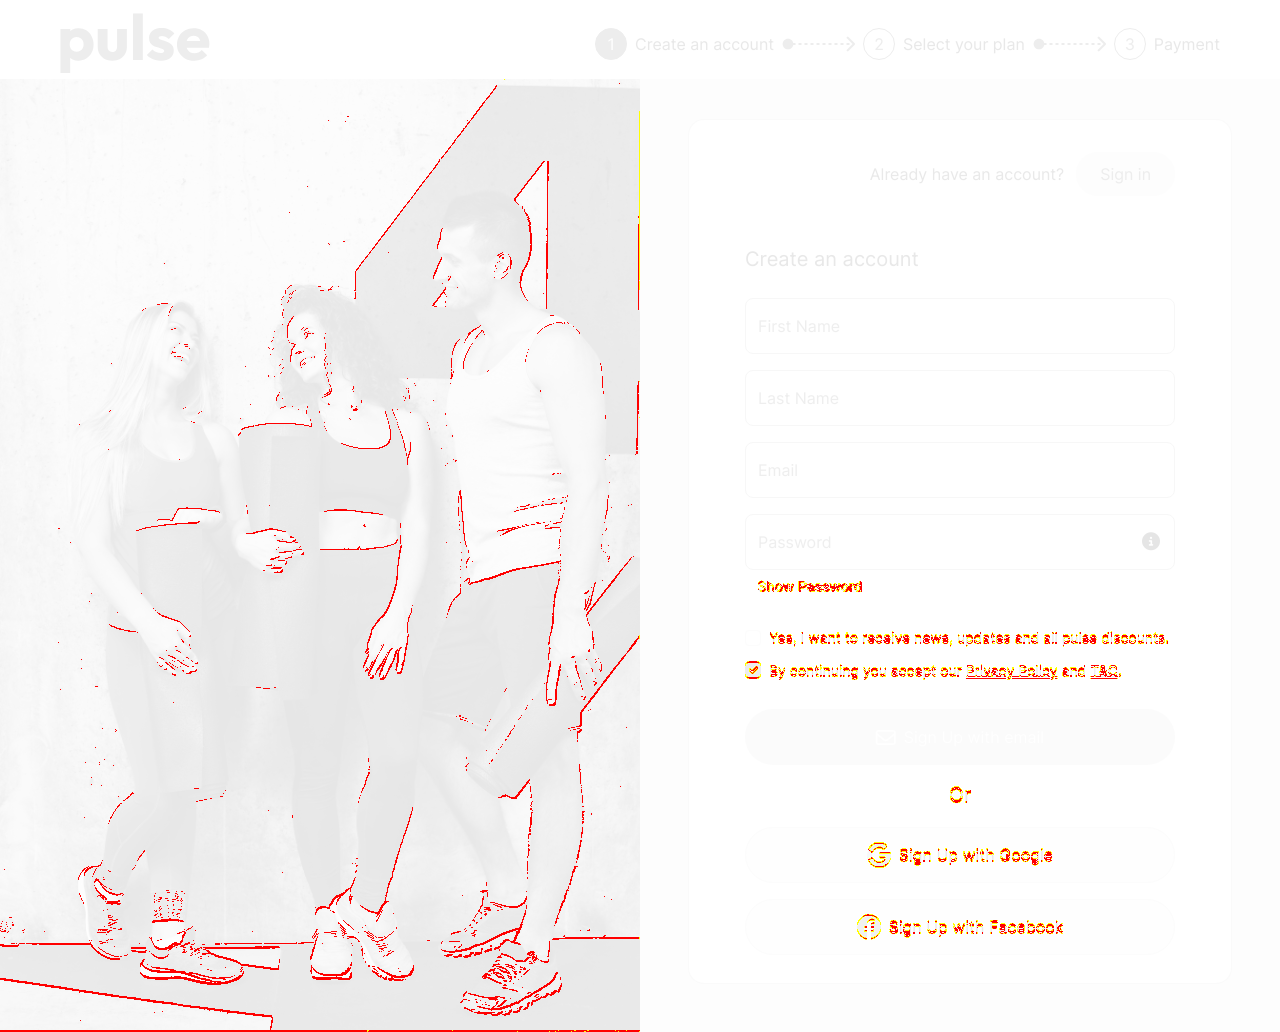 pulse
1 Create an account 2 Select your plan 3 Payment
Already have an account? Sign in
Create an account
First Name
Last Name
Email
Password
Show Password
Yes, I want to receive news, updates and all pulse discounts.
By continuing you accept our Privacy Policy and FAQ.
Sign Up with email
Or
Sign Up with Google
Sign Up with Facebook